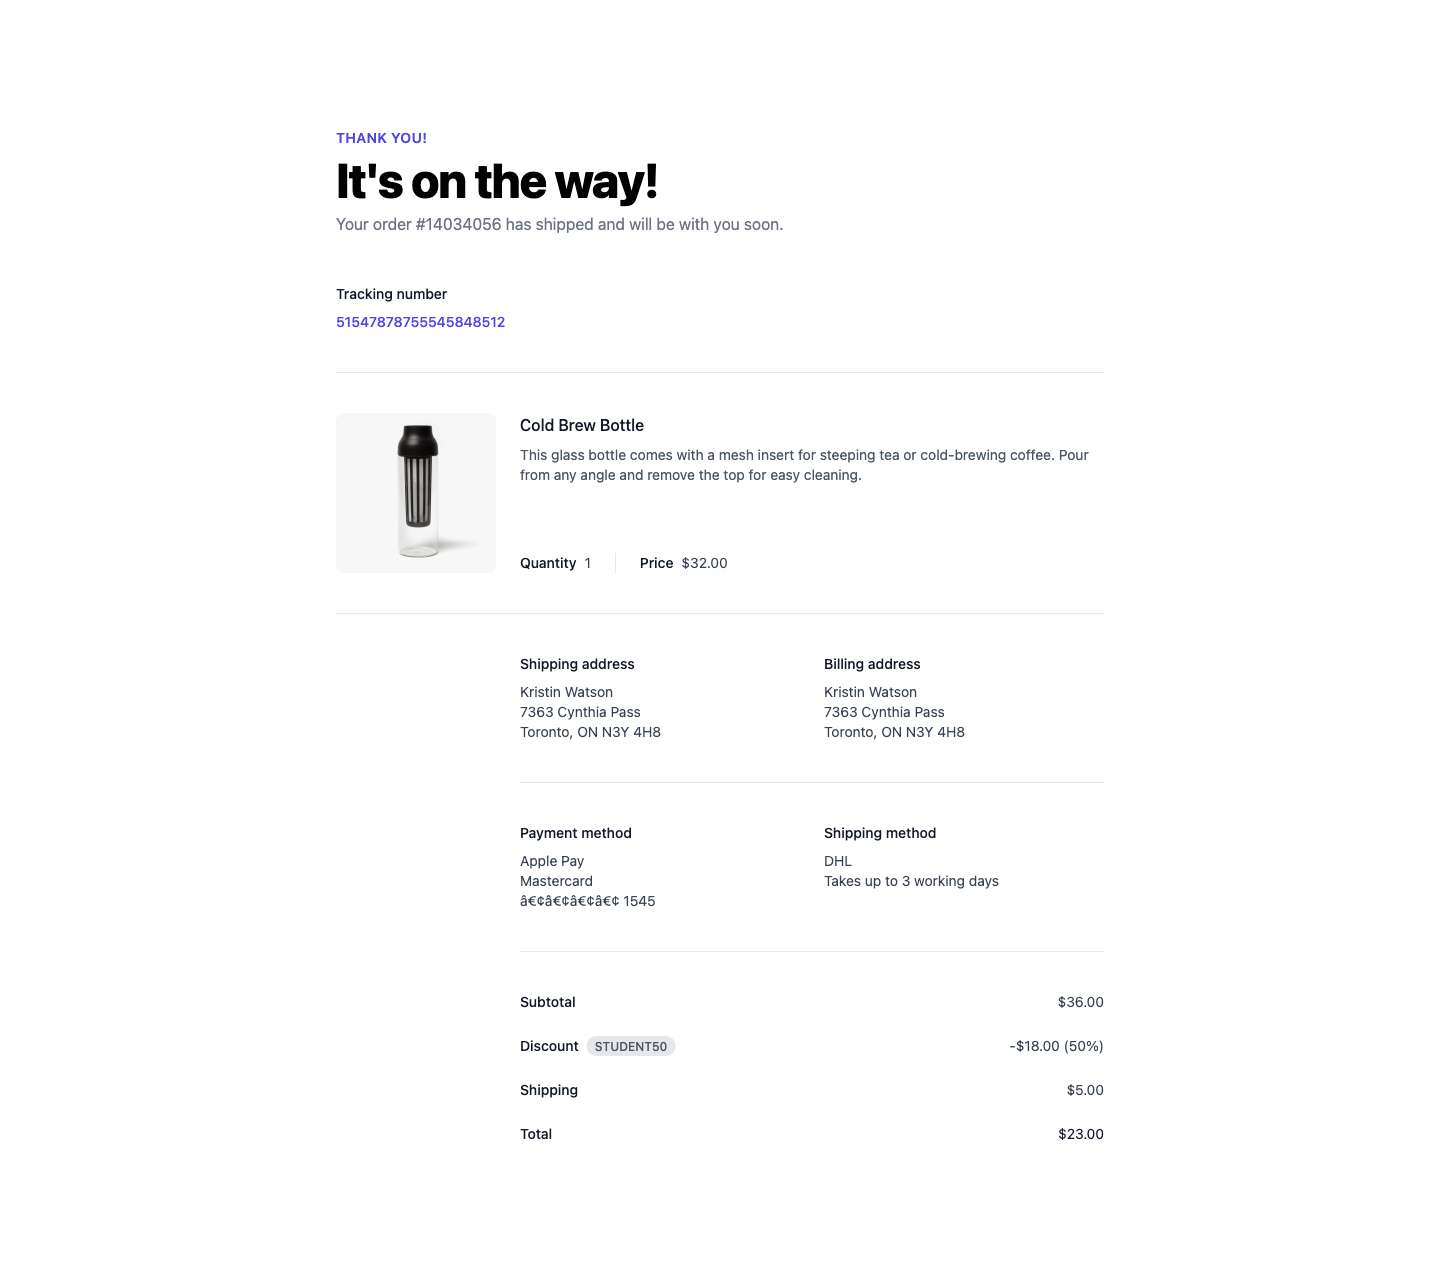 THANK YOU!
It's on the way!
Your order #14034056 has shipped and will be with you soon.
Tracking number
51547878755545848512
Cold Brew Bottle
This glass bottle comes with a mesh insert for steeping tea or cold-brewing coffee. Pour
from any angle and remove the top for easy cleaning.
Quantity 1 Price $32.00
Shipping address
Kristin Watson
7363 Cynthia Pass
Toronto, ON N3Y 4H8
Billing address
Kristin Watson
7363 Cynthia Pass
Toronto, ON N3Y 4H8
Payment method
Apple Pay
Mastercard
â€¢â€¢â€¢â€¢ 1545
Shipping method
DHL
Takes up to 3 working days
Subtotal $36.00
Discount STUDENT50 -$18.00 (50%)
Shipping $5.00
Total $23.00